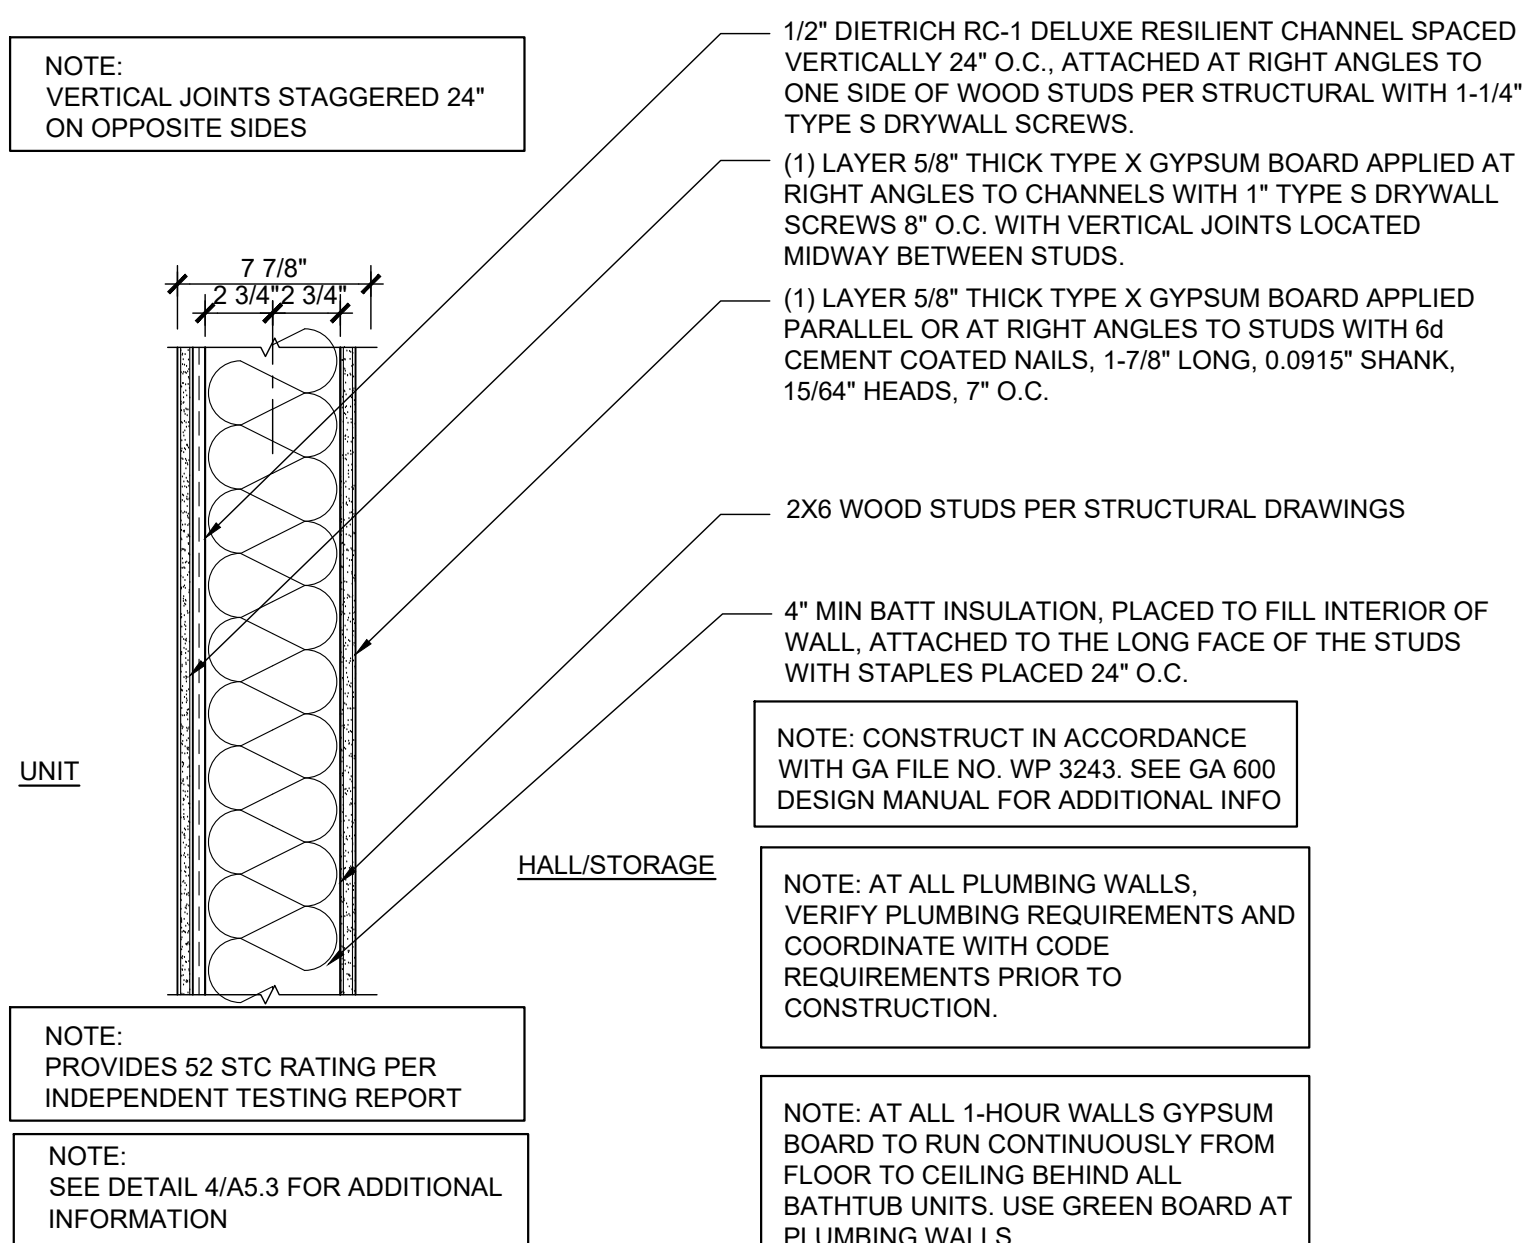 NOTE:
VERTICAL JOINTS STAGGERED 24"
ON OPPOSITE SIDES
1/2" DIETRICH RC-1 DELUXE RESILIENT CHANNEL SPACED
VERTICALLY 24" O.C., ATTACHED AT RIGHT ANGLES TO
ONE SIDE OF WOOD STUDS PER STRUCTURAL WITH 1-1/4"
TYPE S DRYWALL SCREWS.
(1) LAYER 5/8" THICK TYPE X GYPSUM BOARD APPLIED AT
RIGHT ANGLES TO CHANNELS WITH 1" TYPE S DRYWALL
SCREWS 8" O.C. WITH VERTICAL JOINTS LOCATED
MIDWAY BETWEEN STUDS.
7 7/8"
2 3/4" 2 3/4"
(1) LAYER 5/8" THICK TYPE X GYPSUM BOARD APPLIED
PARALLEL OR AT RIGHT ANGLES TO STUDS WITH 6d
CEMENT COATED NAILS, 1-7/8" LONG, 0.0915" SHANK,
15/64" HEADS, 7" O.C.
2X6 WOOD STUDS PER STRUCTURAL DRAWINGS
4" MIN BATT INSULATION, PLACED TO FILL INTERIOR OF
WALL, ATTACHED TO THE LONG FACE OF THE STUDS
WITH STAPLES PLACED 24" O.C.
UNIT
HALL/STORAGE
NOTE: CONSTRUCT IN ACCORDANCE
WITH GA FILE NO. WP 3243. SEE GA 600
DESIGN MANUAL FOR ADDITIONAL INFO
NOTE: AT ALL PLUMBING WALLS,
VERIFY PLUMBING REQUIREMENTS AND
COORDINATE WITH CODE
REQUIREMENTS PRIOR TO
CONSTRUCTION.
NOTE:
PROVIDES 52 STC RATING PER
INDEPENDENT TESTING REPORT
NOTE:
SEE DETAIL 4/A5.3 FOR ADDITIONAL
INFORMATION
NOTE: AT ALL 1-HOUR WALLS GYPSUM
BOARD TO RUN CONTINUOUSLY FROM
FLOOR TO CEILING BEHIND ALL
BATHTUB UNITS. USE GREEN BOARD AT
PLUMBING WALLS